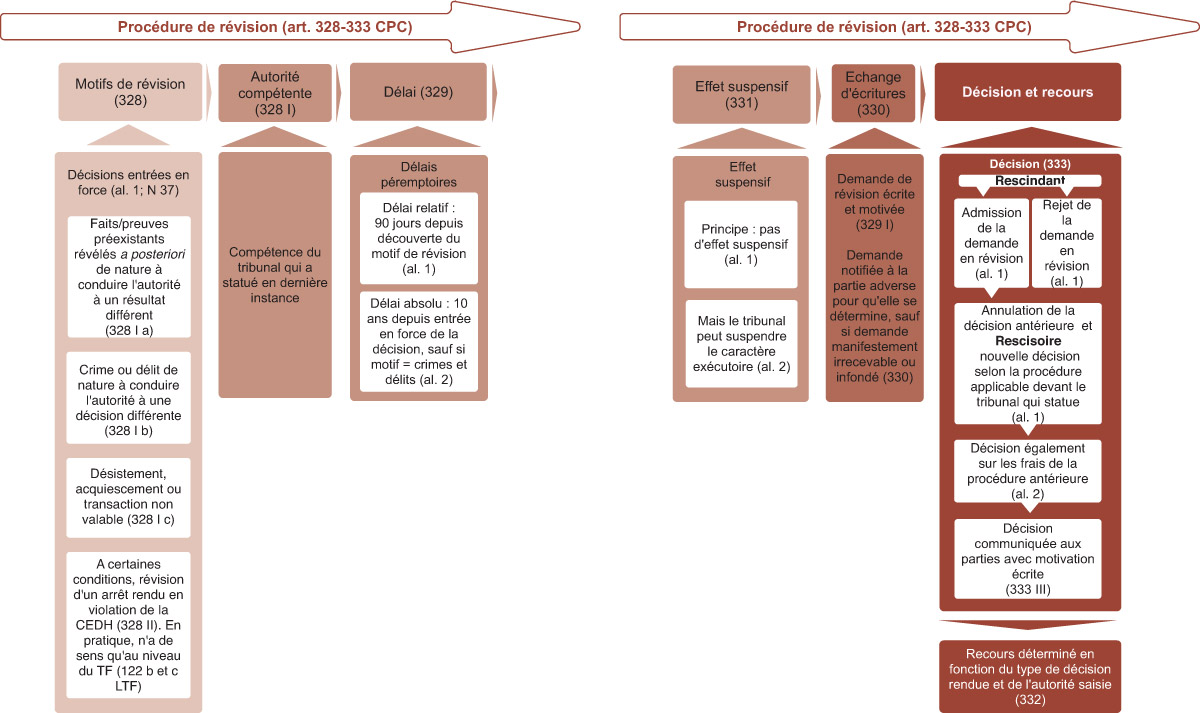 Procédure de révision (art. 328-333 CPC)
Motifs de révision
(328)
Décisions entrées en
force (al. 1; N 37)
Faits/preuves
préexistants
révélés a posteriori
de nature à
conduire l'autorité
à un résultat
différent
(328 I a)
Crime ou délit de
nature à conduire
l'autorité à une
décision différente
(328 I b)
Désistement,
acquiescement ou
transaction non
valable (328 I c)
A certaines
conditions, révision
d'un arrêt rendu en
violation de la
CEDH (328 II). En
pratique, n'a de
sens qu'au niveau
du TF (122 b et c
LTF)
Autorité
compétente
(328 I)
Compétence du
tribunal qui a
statué en dernière
instance
Délai (329)
Délais
péremptoires
Délai relatif :
90 jours depuis
découverte du
motif de révision
(al. 1)
Délai absolu : 10
ans depuis entrée
en force de la
décision, sauf si
motif = crimes et
délits (al. 2)
Procédure de révision (art. 328-333 CPC)
Effet suspensif
(331)
Effet
suspensif
Principe : pas
d'effet suspensif
(al. 1)
Mais le tribunal
peut suspendre
le caractère
exécutoire (al. 2)
Echange
d'écritures
(330)
Demande de
révision écrite
et motivée
(329 I)
Demande
notifiée à la
partie adverse
pour qu'elle se
détermine, sauf
si demande
manifestement
irrecevable ou
infondé (330)
Décision et recours
Décision (333)
Rescindant
Admission
de la
demande
en révision
(al. 1)
Rejet de
la
demande
en
révision
(al. 1)
Annulation de la
décision antérieure et
Rescisoire
nouvelle décision
selon la procédure
applicable devant le
tribunal qui statue
(al. 1)
Décision également
sur les frais de la
procédure antérieure
(al. 2)
Décision
communiquée aux
parties avec motivation
écrite
(333 III)
Recours déterminé en
fonction du type de décision
rendue et de l'autorité saisie
(332)